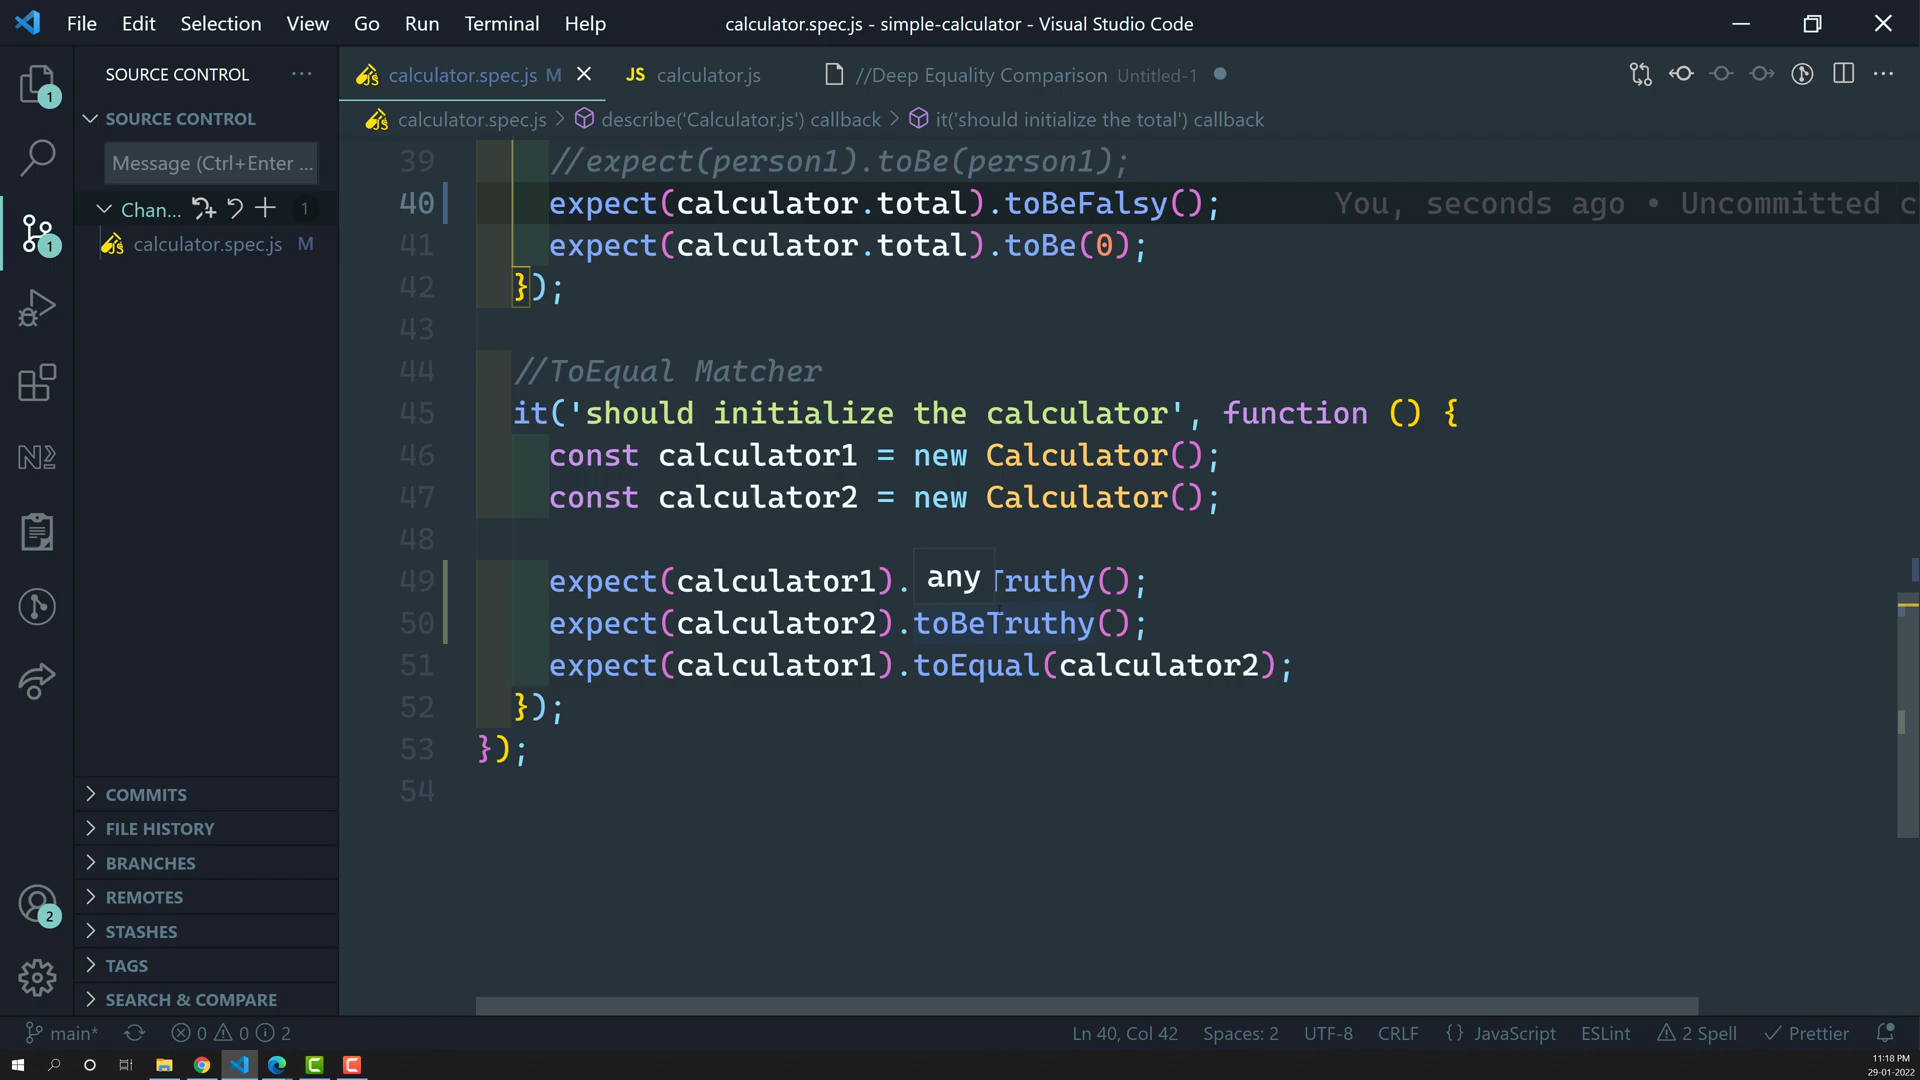 File Edit Selection View Go Run Terminal Help
calculator.spec.js - simple-calculator - Visual Studio Code
SOURCE CONTROL
calculator.spec.js M
JS calculator.js
//Deep Equality Comparison Untitled-1
1
SOURCE CONTROL
calculator.spec.js > describe('Calculator.js') callback > it('should initialize the total') callback
Message (Ctrl+Enter ...
Chan... 1
1
calculator.spec.js M
39 //expect(person1).toBe(person1);
40 expect(calculator.total).toBeFalsy(); You, seconds ago • Uncommitted c
41 expect(calculator.total).toBe(0);
42 });
43
44 //ToEqual Matcher
45 it('should initialize the calculator', function () {
46 const calculator1 = new Calculator();
47 const calculator2 = new Calculator();
48
49 expect(calculator1). any Truthy();
50 expect(calculator2).toBeTruthy();
51 expect(calculator1).toEqual(calculator2);
52 });
53 });
54
COMMITS
FILE HISTORY
BRANCHES
REMOTES
STASHES
TAGS
SEARCH & COMPARE
2
main* 0 0 2
Ln 40, Col 42 Spaces: 2 UTF-8 CRLF {} JavaScript ESLint 2 Spell Prettier
11:18 PM
29-01-2022